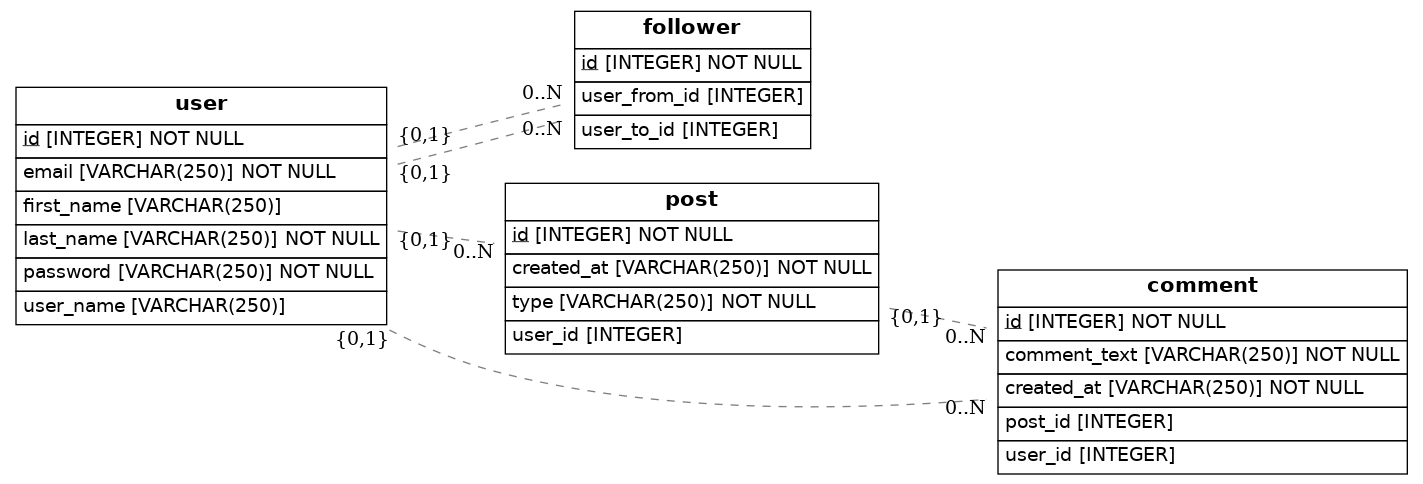 follower
id [INTEGER] NOT NULL
user_from_id [INTEGER]
user_to_id [INTEGER]
0..N
0..N
user
id [INTEGER] NOT NULL
email [VARCHAR(250)] NOT NULL
first_name [VARCHAR(250)]
last_name [VARCHAR(250)] NOT NULL
password [VARCHAR(250)] NOT NULL
user_name [VARCHAR(250)]
{0,1}
{0,1}
{0,1}
{0,1}
post
id [INTEGER] NOT NULL
created_at [VARCHAR(250)] NOT NULL
type [VARCHAR(250)] NOT NULL
user_id [INTEGER]
0..N
{0,1}
comment
id [INTEGER] NOT NULL
comment_text [VARCHAR(250)] NOT NULL
created_at [VARCHAR(250)] NOT NULL
post_id [INTEGER]
user_id [INTEGER]
0..N
0..N